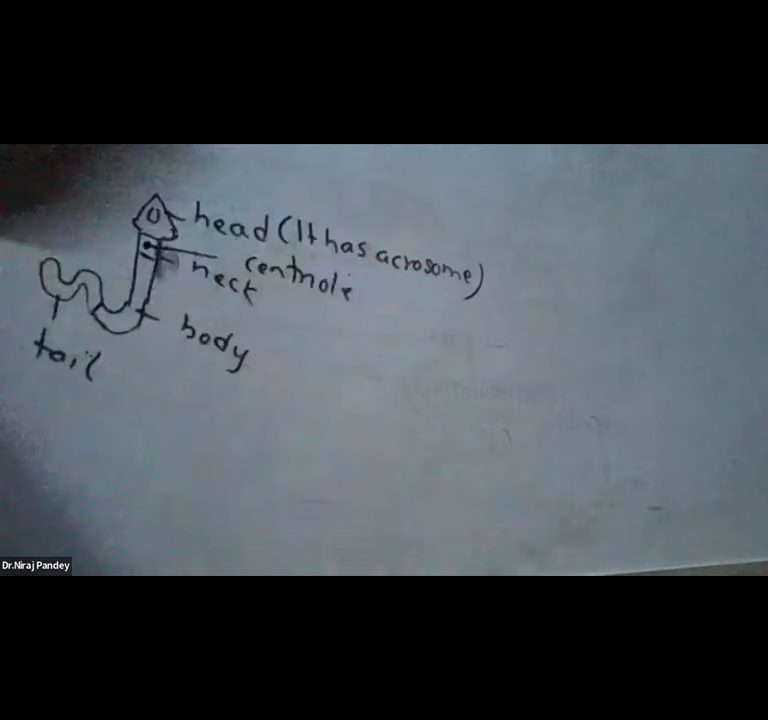 head (It has acrosome)
centriole
neck
body
tail
Dr.Niraj Pandey